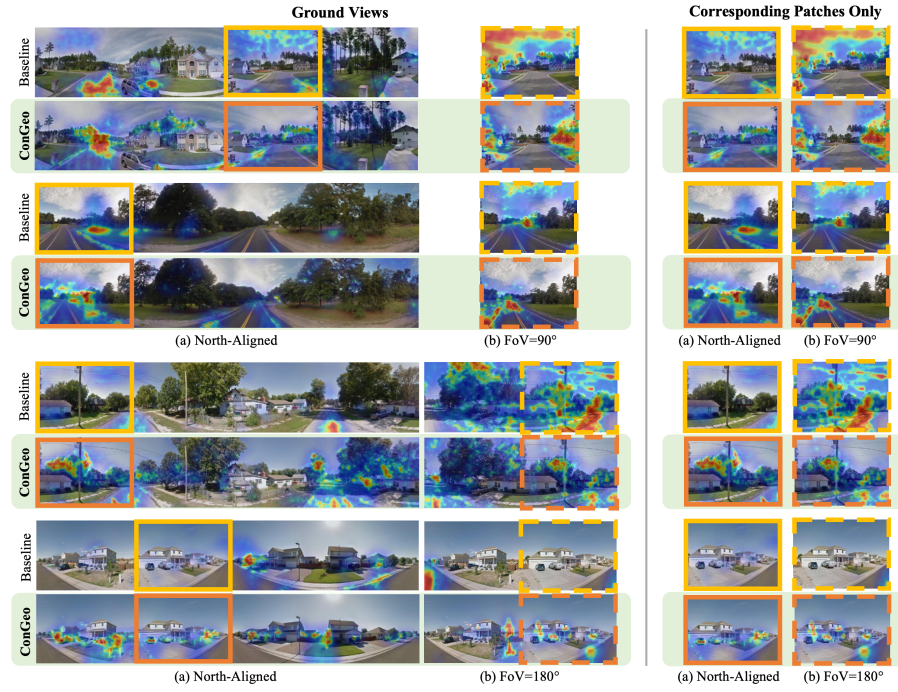 Ground Views
Corresponding Patches Only
Baseline
ConGeo
Baseline
ConGeo
(a) North-Aligned
(b) FoV=90°
(a) North-Aligned
(b) FoV=90°
Baseline
ConGeo
Baseline
ConGeo
(a) North-Aligned
(b) FoV=180°
(a) North-Aligned
(b) FoV=180°